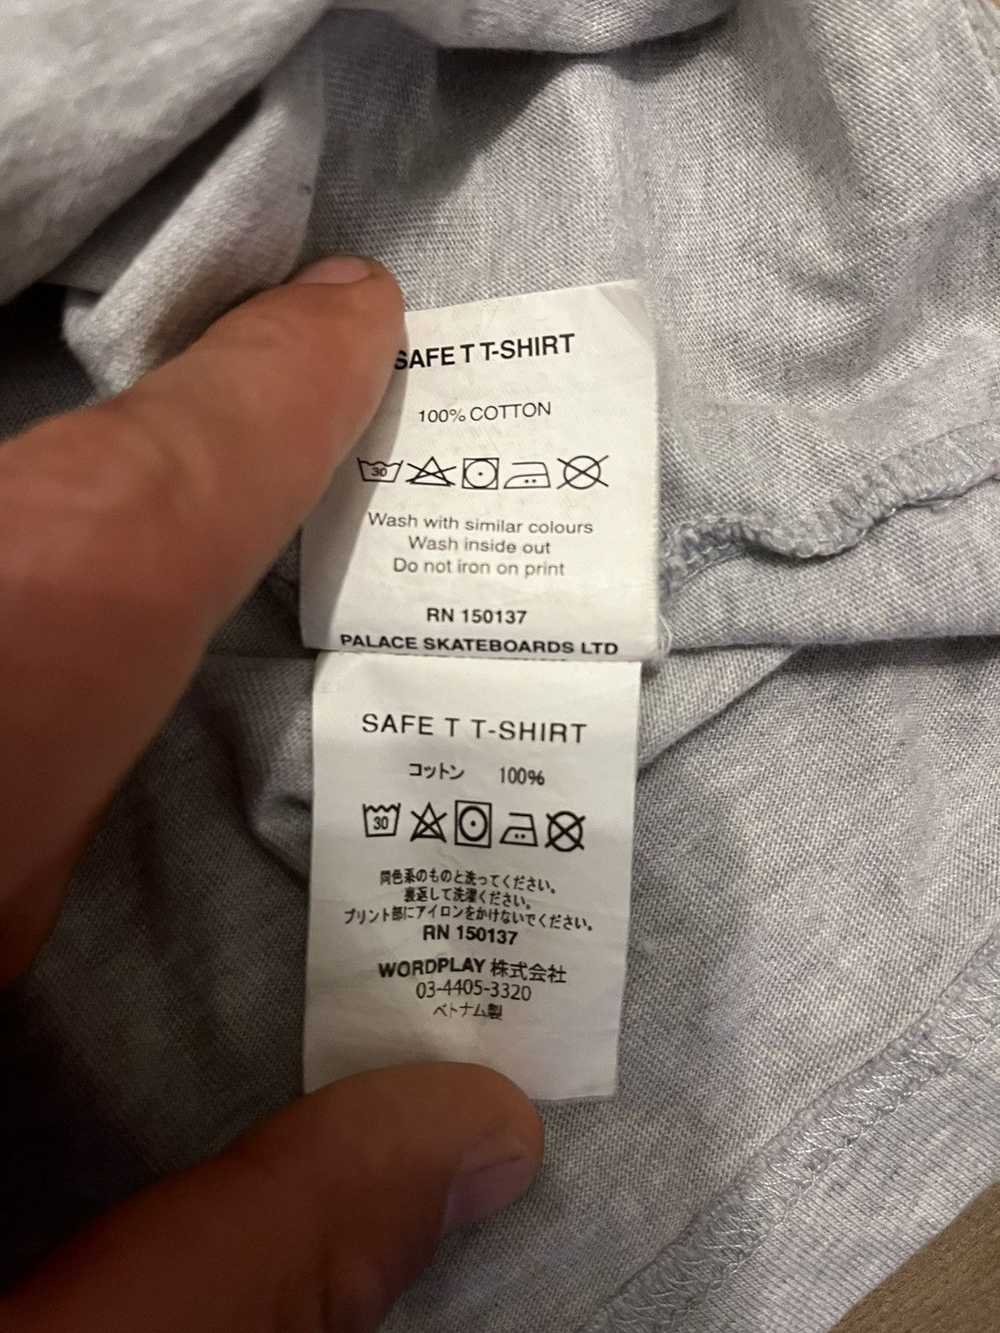 SAFE T T-SHIRT
100% COTTON
30
Wash with similar colours
Wash inside out
Do not iron on print
RN 150137
PALACE SKATEBOARDS LTD
SAFE T T-SHIRT
コットン 100%
30
同色系のものと洗ってください。
裏返して洗濯ください。
プリント部にアイロンをかけないでください。
RN 150137
WORDPLAY 株式会社
03-4405-3320
ベトナム製